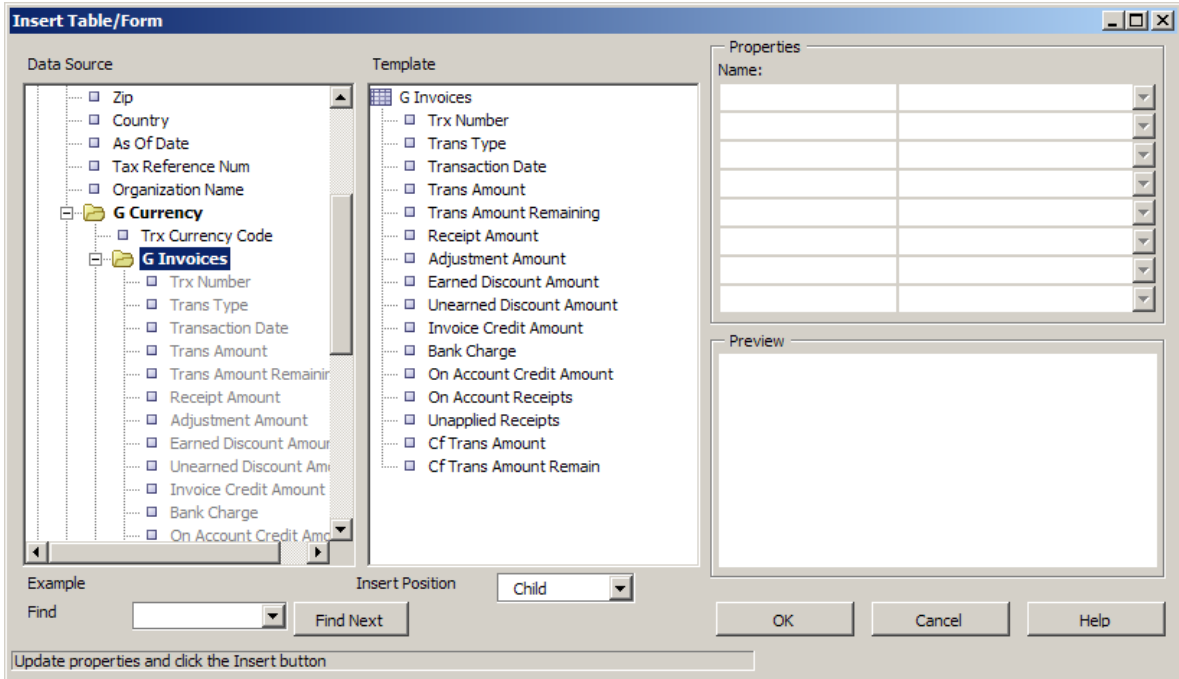 Insert Table/Form
Data Source
Zip
Country
As Of Date
Tax Reference Num
Organization Name
G Currency
Trx Currency Code
G Invoices
Trx Number
Trans Type
Transaction Date
Trans Amount
Trans Amount Remainin
Receipt Amount
Adjustment Amount
Earned Discount Amour
Unearned Discount Am
Invoice Credit Amount
Bank Charge
On Account Credit Amo
Template
G Invoices
Trx Number
Trans Type
Transaction Date
Trans Amount
Trans Amount Remaining
Receipt Amount
Adjustment Amount
Earned Discount Amount
Unearned Discount Amount
Invoice Credit Amount
Bank Charge
On Account Credit Amount
On Account Receipts
Unapplied Receipts
Cf Trans Amount
Cf Trans Amount Remain
Properties
Name:
Preview
Example
Insert Position
Child
Find
Find Next
OK
Cancel
Help
Update properties and click the Insert button